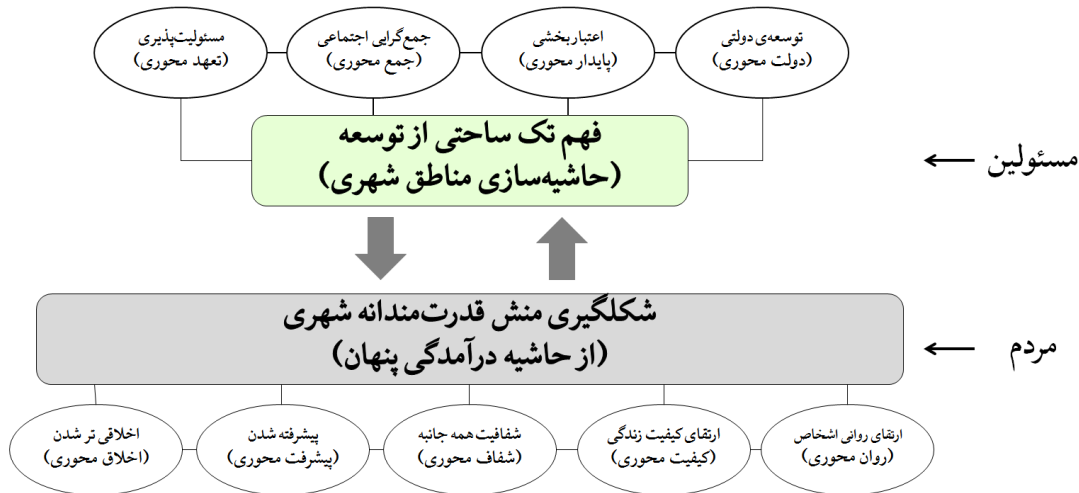 توسعه‌ی دولتی
(دولت محوری)
اعتباربخشی
(پایدار محوری)
جمع‌گرایی اجتماعی
(جمع محوری)
مسئولیت‌پذیری
(تعهد محوری)
مسئولین
فهم تک ساحتی از توسعه
(حاشیه‌سازی مناطق شهری)
مردم
شکلگیری منش قدرت‌مندانه شهری
(از حاشیه درآمدگی پنهان)
ارتقای روانی اشخاص
(روان محوری)
ارتقای کیفیت زندگی
(کیفیت محوری)
شفافیت همه جانبه
(شفاف محوری)
پیشرفته شدن
(پیشرفت محوری)
اخلاقی تر شدن
(اخلاق محوری)